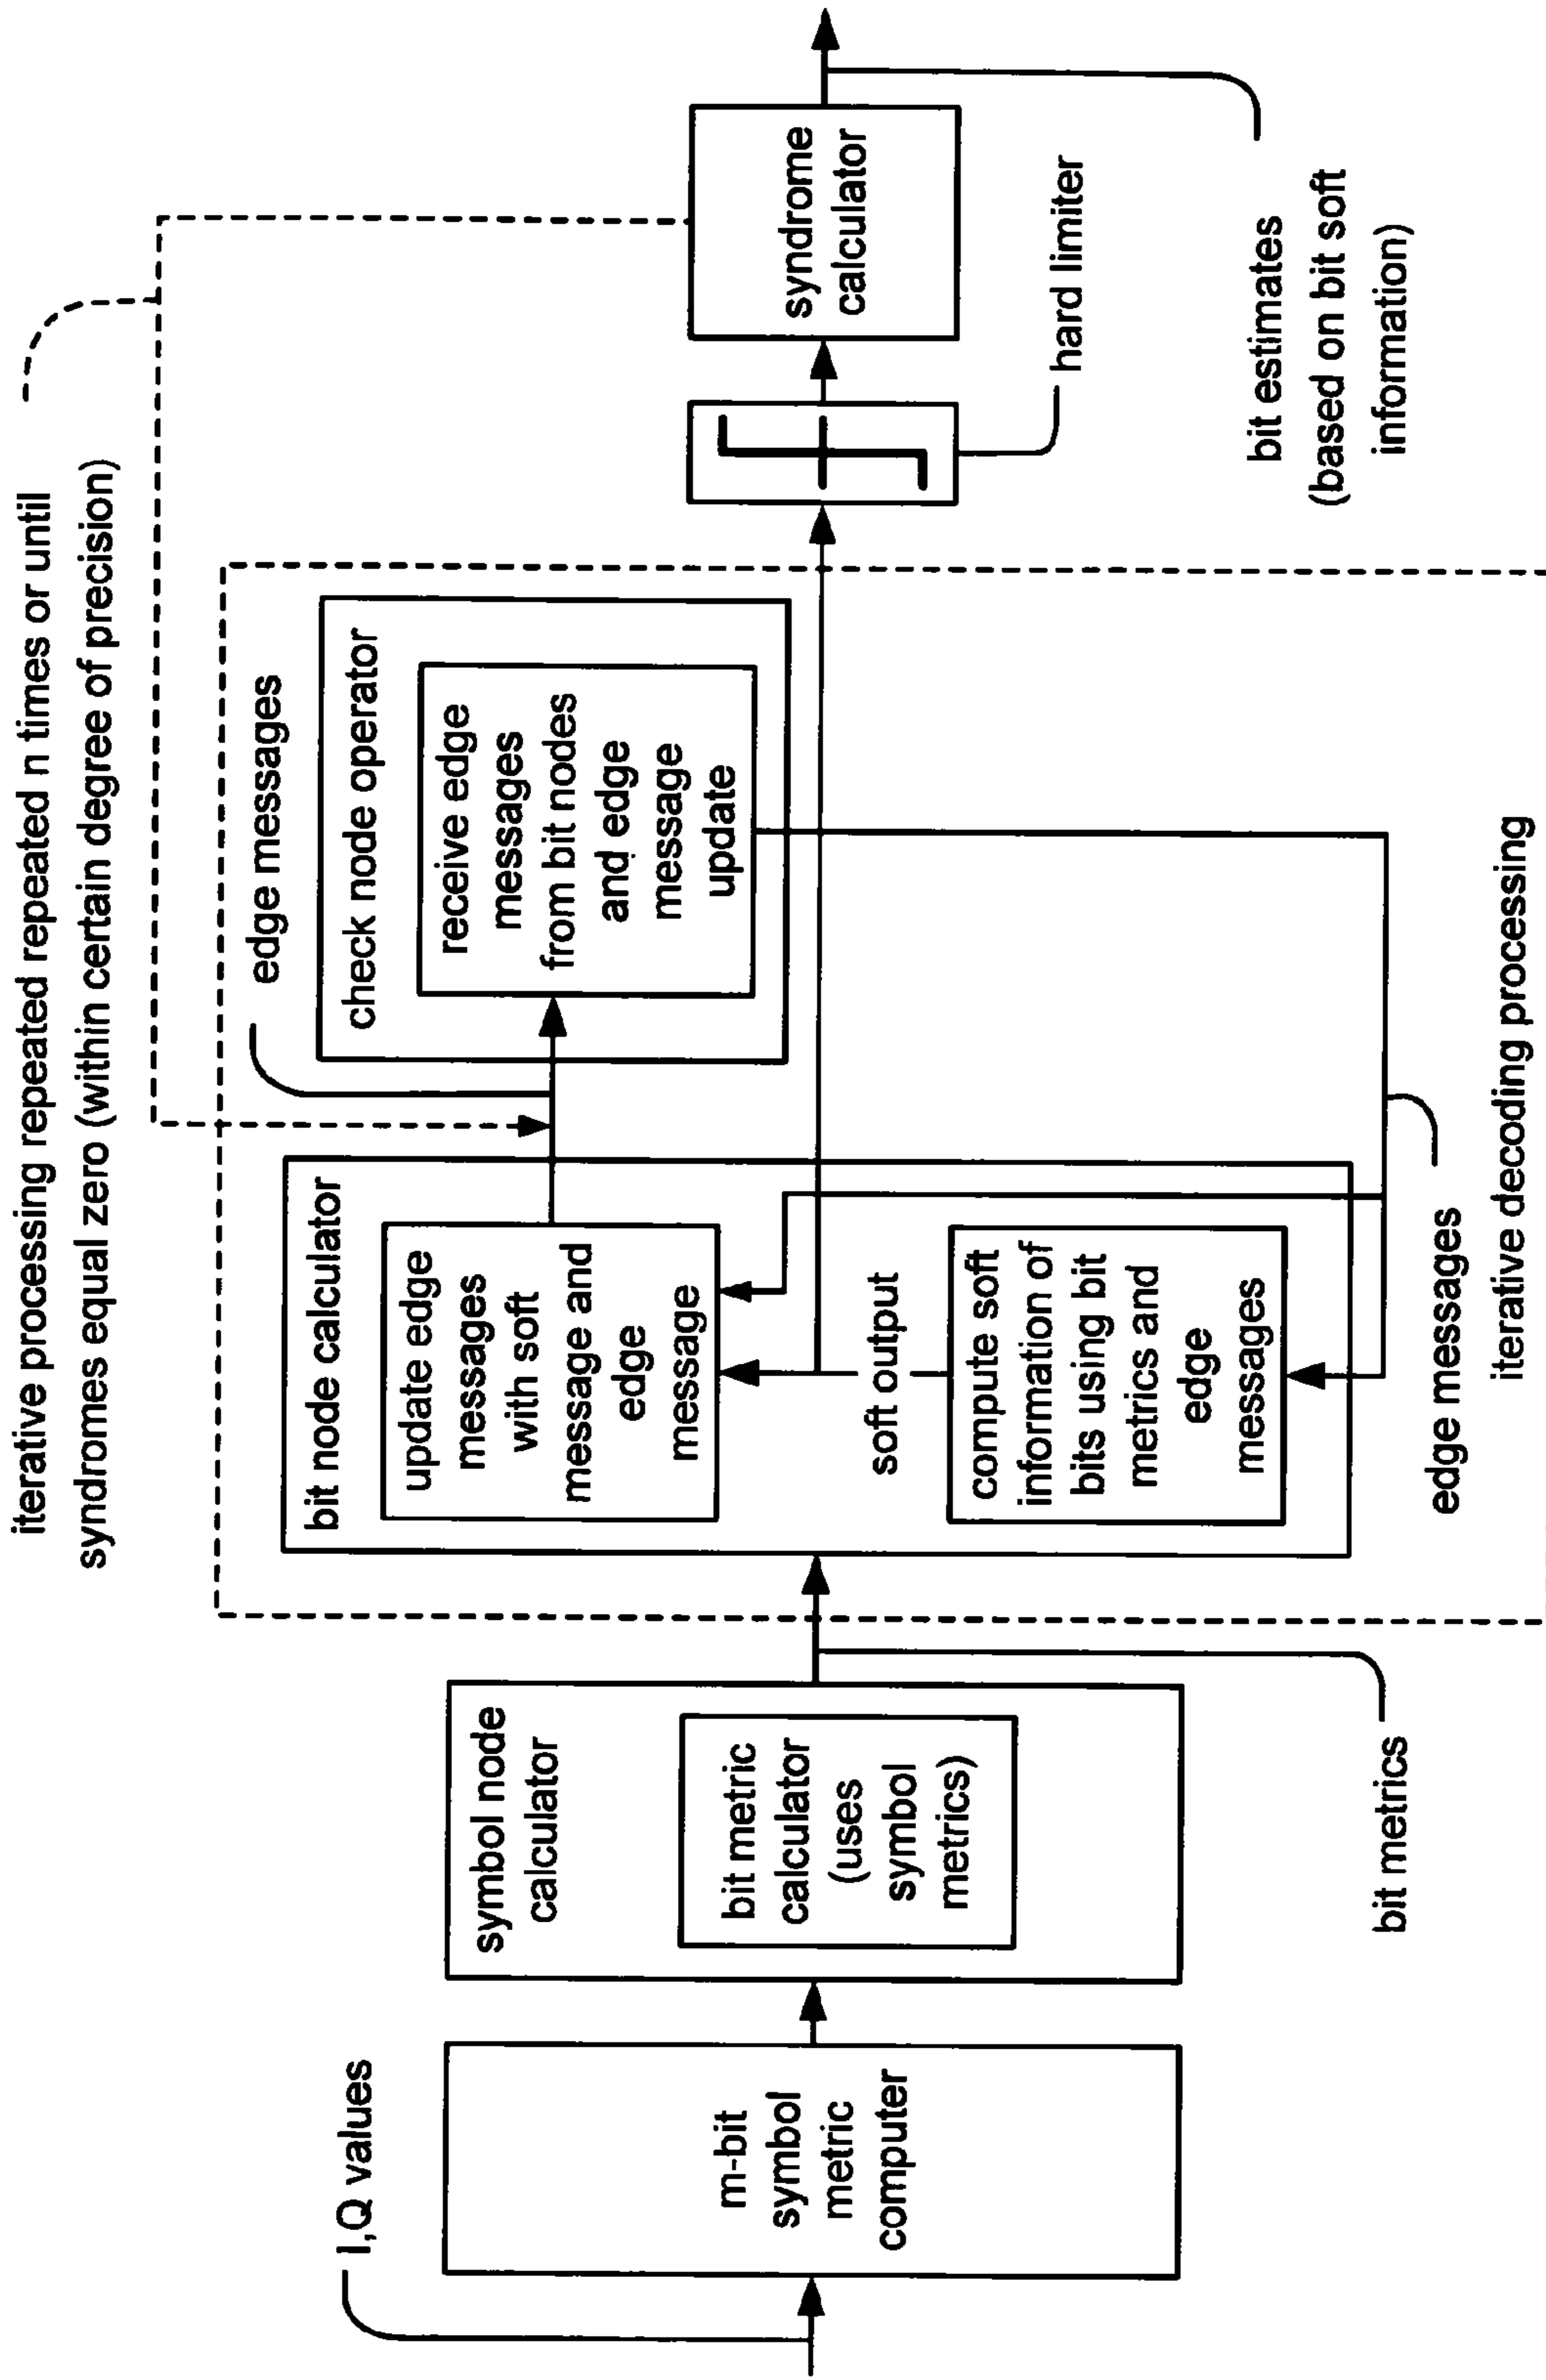 iterative processing repeated repeated n times or until
syndromes equal zero (within certain degree of precision)
I,Q values
m-bit
symbol
metric
computer
symbol node
calculator
bit metric
calculator
(uses
symbol
metrics)
bit metrics
bit node calculator
update edge
messages
with soft
message and
edge
message
soft output
compute soft
information of
bits using bit
metrics and
edge
messages
edge messages
edge messages
check node operator
receive edge
messages
from bit nodes
and edge
message
update
iterative decoding processing
hard limiter
syndrome
calculator
bit estimates
(based on bit soft
information)